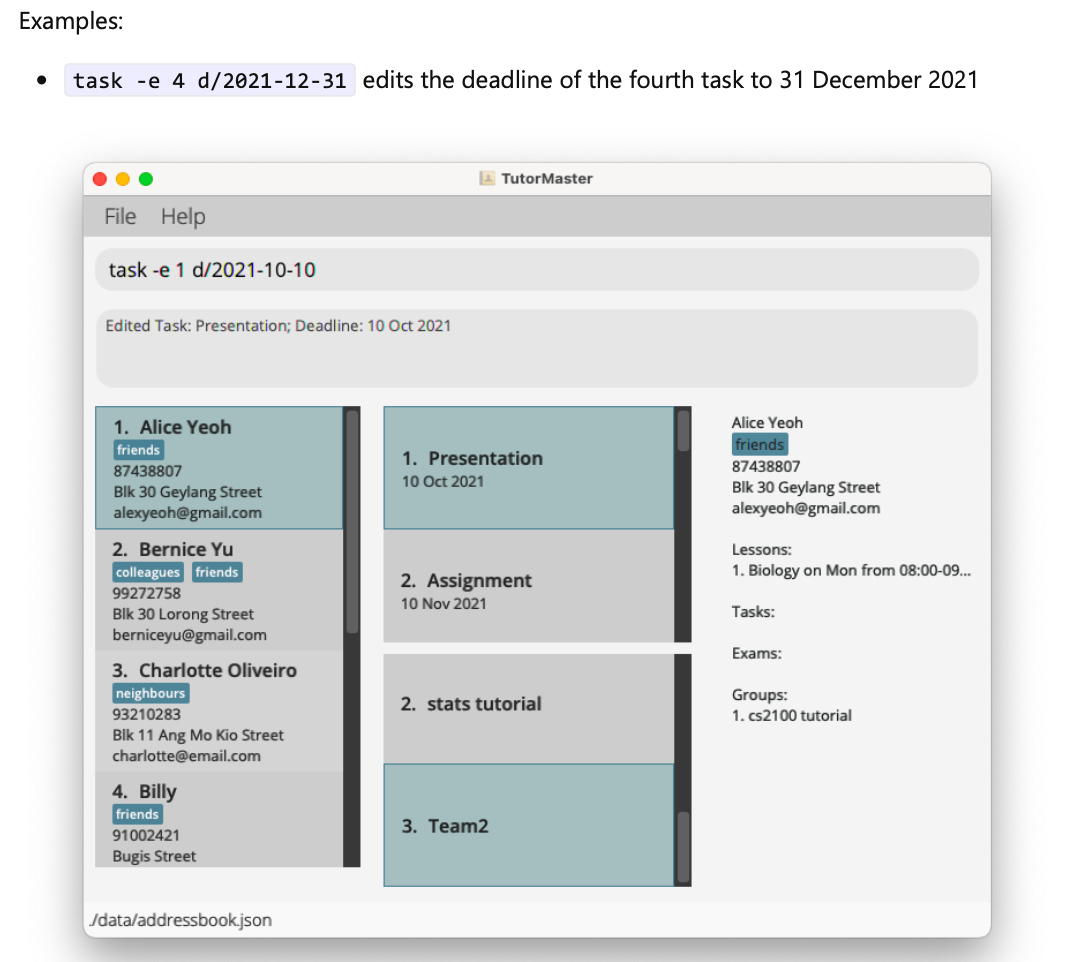 Examples:
task -e 4 d/2021-12-31 edits the deadline of the fourth task to 31 December 2021
TutorMaster
File Help
task -e 1 d/2021-10-10
Edited Task: Presentation; Deadline: 10 Oct 2021
1. Alice Yeoh
friends
87438807
Blk 30 Geylang Street
alexyeoh@gmail.com
2. Bernice Yu
colleagues friends
99272758
Blk 30 Lorong Street
berniceyu@gmail.com
3. Charlotte Oliveiro
neighbours
93210283
Blk 11 Ang Mo Kio Street
charlotte@email.com
4. Billy
friends
91002421
Bugis Street
1. Presentation
10 Oct 2021
2. Assignment
10 Nov 2021
2. stats tutorial
3. Team2
Alice Yeoh
friends
87438807
Blk 30 Geylang Street
alexyeoh@gmail.com
Lessons:
1. Biology on Mon from 08:00-09...
Tasks:
Exams:
Groups:
1. cs2100 tutorial
./data/addressbook.json